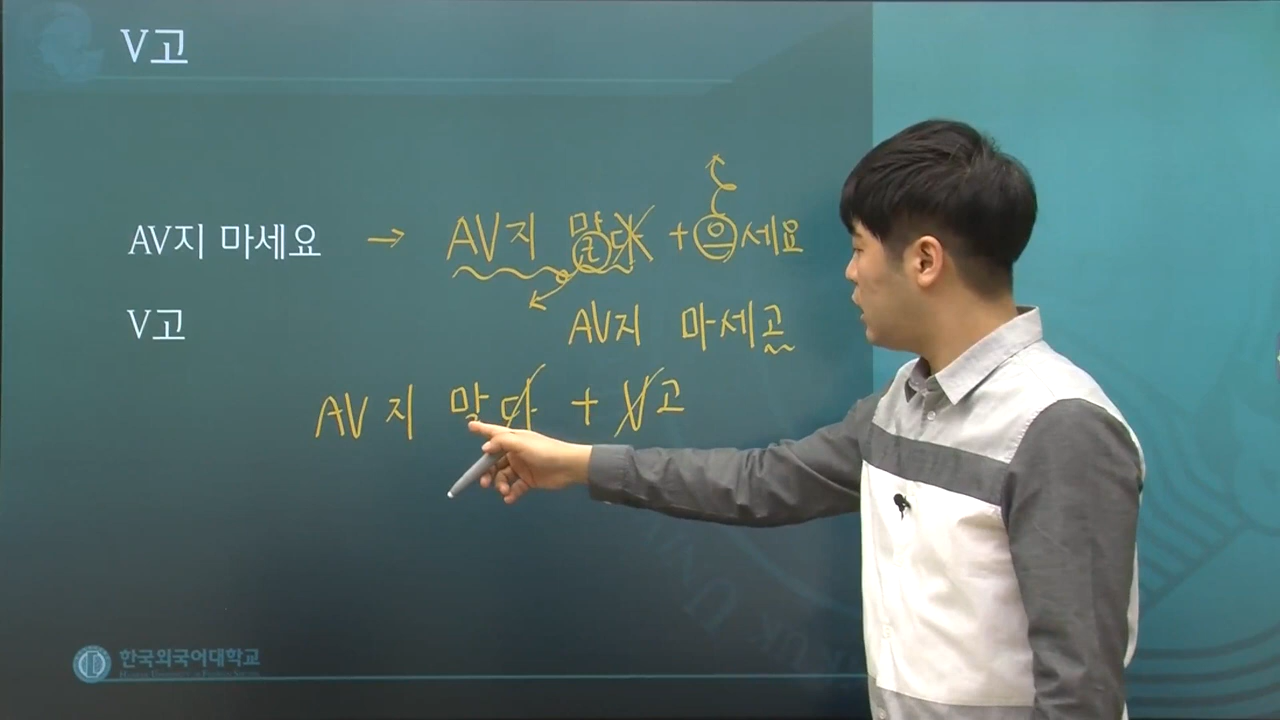 V고
AV지 마세요 → AV지 말다 + 으세요
V고
AV지 마세고
AV지 말다 + V고
한국외국어대학교